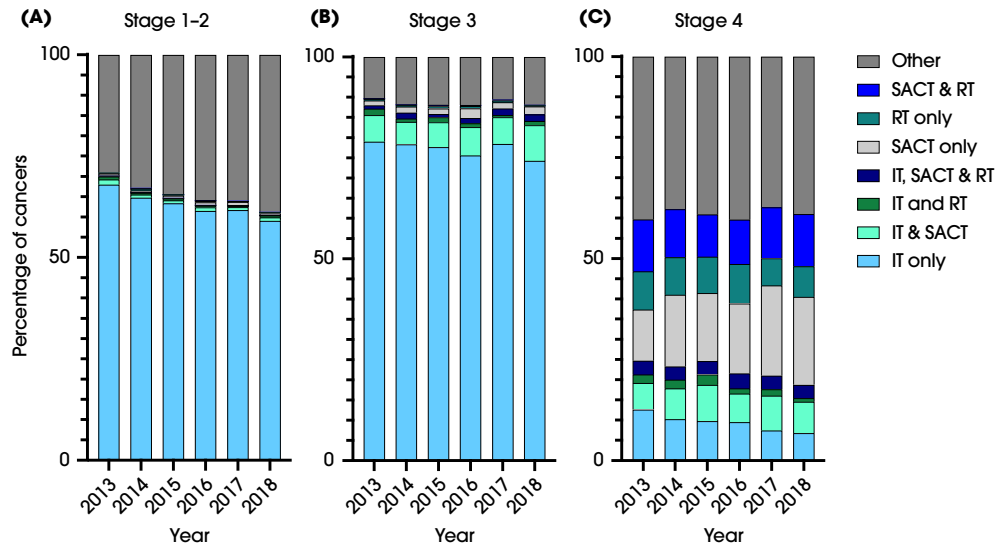 (A) Stage 1–2
100
50
0
Percentage of cancers
2013 2014 2015 2016 2017 2018
Year
(B) Stage 3
100
50
0
2013 2014 2015 2016 2017 2018
Year
(C) Stage 4
100
50
0
2013 2014 2015 2016 2017 2018
Year
Other
SACT & RT
RT only
SACT only
IT, SACT & RT
IT and RT
IT & SACT
IT only